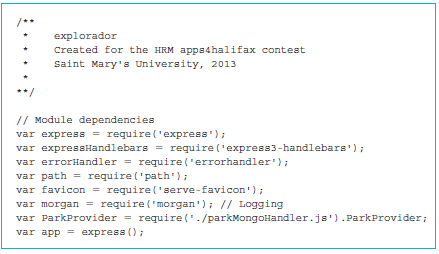 /**
*    explorador
*    Created for the HRM apps4halifax contest
*    Saint Mary's University, 2013
*
**/
// Module dependencies
var express = require('express');
var expressHandlebars = require('express3-handlebars');
var errorHandler = require('errorhandler');
var path = require('path');
var favicon = require('serve-favicon');
var morgan = require('morgan'); // Logging
var ParkProvider = require('./parkMongoHandler.js').ParkProvider;
var app = express();